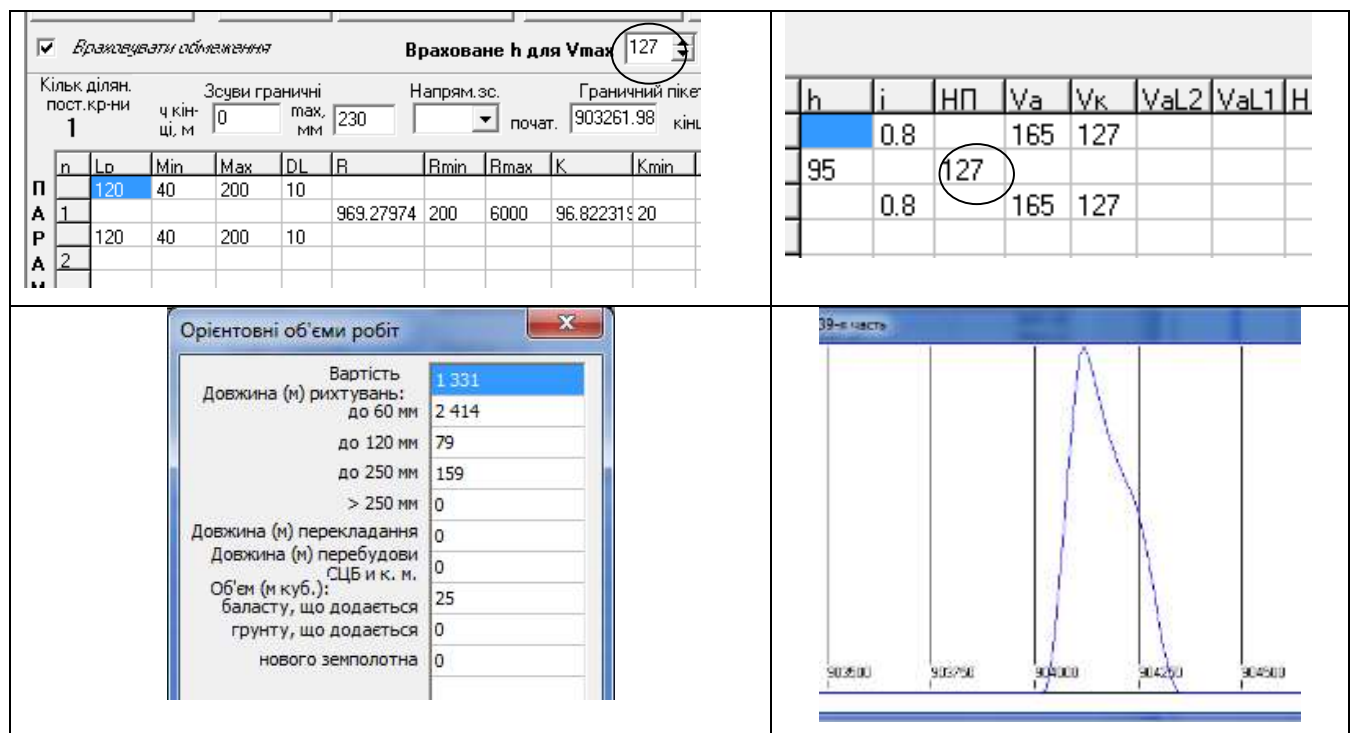 Враховувати обмеження
Враховане h для Vmax 127
Кільк ділян. пост.кр-ни 1
Зсуви граничні
у кін-ці, м 0 max, мм 230
Напрям.зс.
Граничний піке
почат. 903261.98 кінц
n Lp Min Max DL R Rmin Rmax K Kmin
П 120 40 200 10
А 1 969.27974 200 6000 96.822319 20
Р 120 40 200 10
А 2
h i НП Va Vк VaL2 VaL1 Н
0.8 165 127
95 127
0.8 165 127
Орієнтовні об'єми робіт
Вартість 1 331
Довжина (м) рихтувань:
до 60 мм 2 414
до 120 мм 79
до 250 мм 159
> 250 мм 0
Довжина (м) перекладання 0
Довжина (м) перебудови
СЦБ и к. м. 0
Об'єм (м куб.):
баласту, що додається 25
грунту, що додається 0
нового земполотна 0
39-я часть
903500 903750 904000 904250 904500